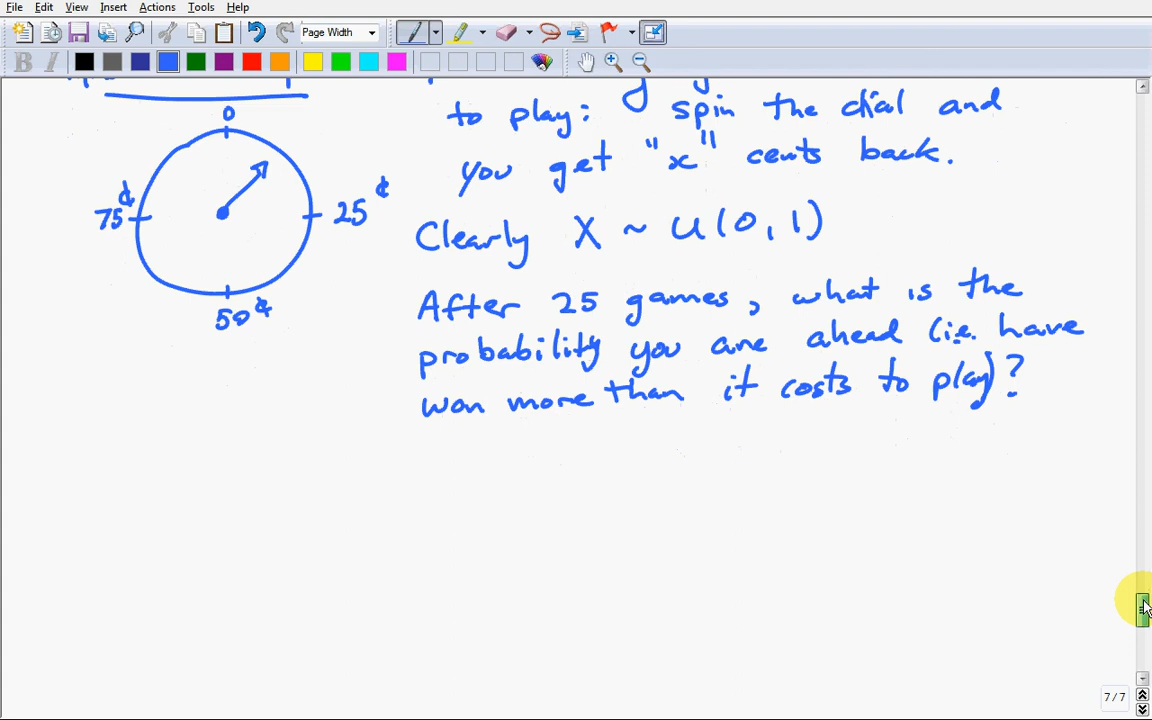 File Edit View Insert Actions Tools Help
Page Width
B I
to play: spin the dial and
you get "x" cents back.
0
75¢
25¢
50¢
Clearly X ~ U(0, 1)
After 25 games, what is the
probability you are ahead (i.e. have
won more than it costs to play)?
7/7